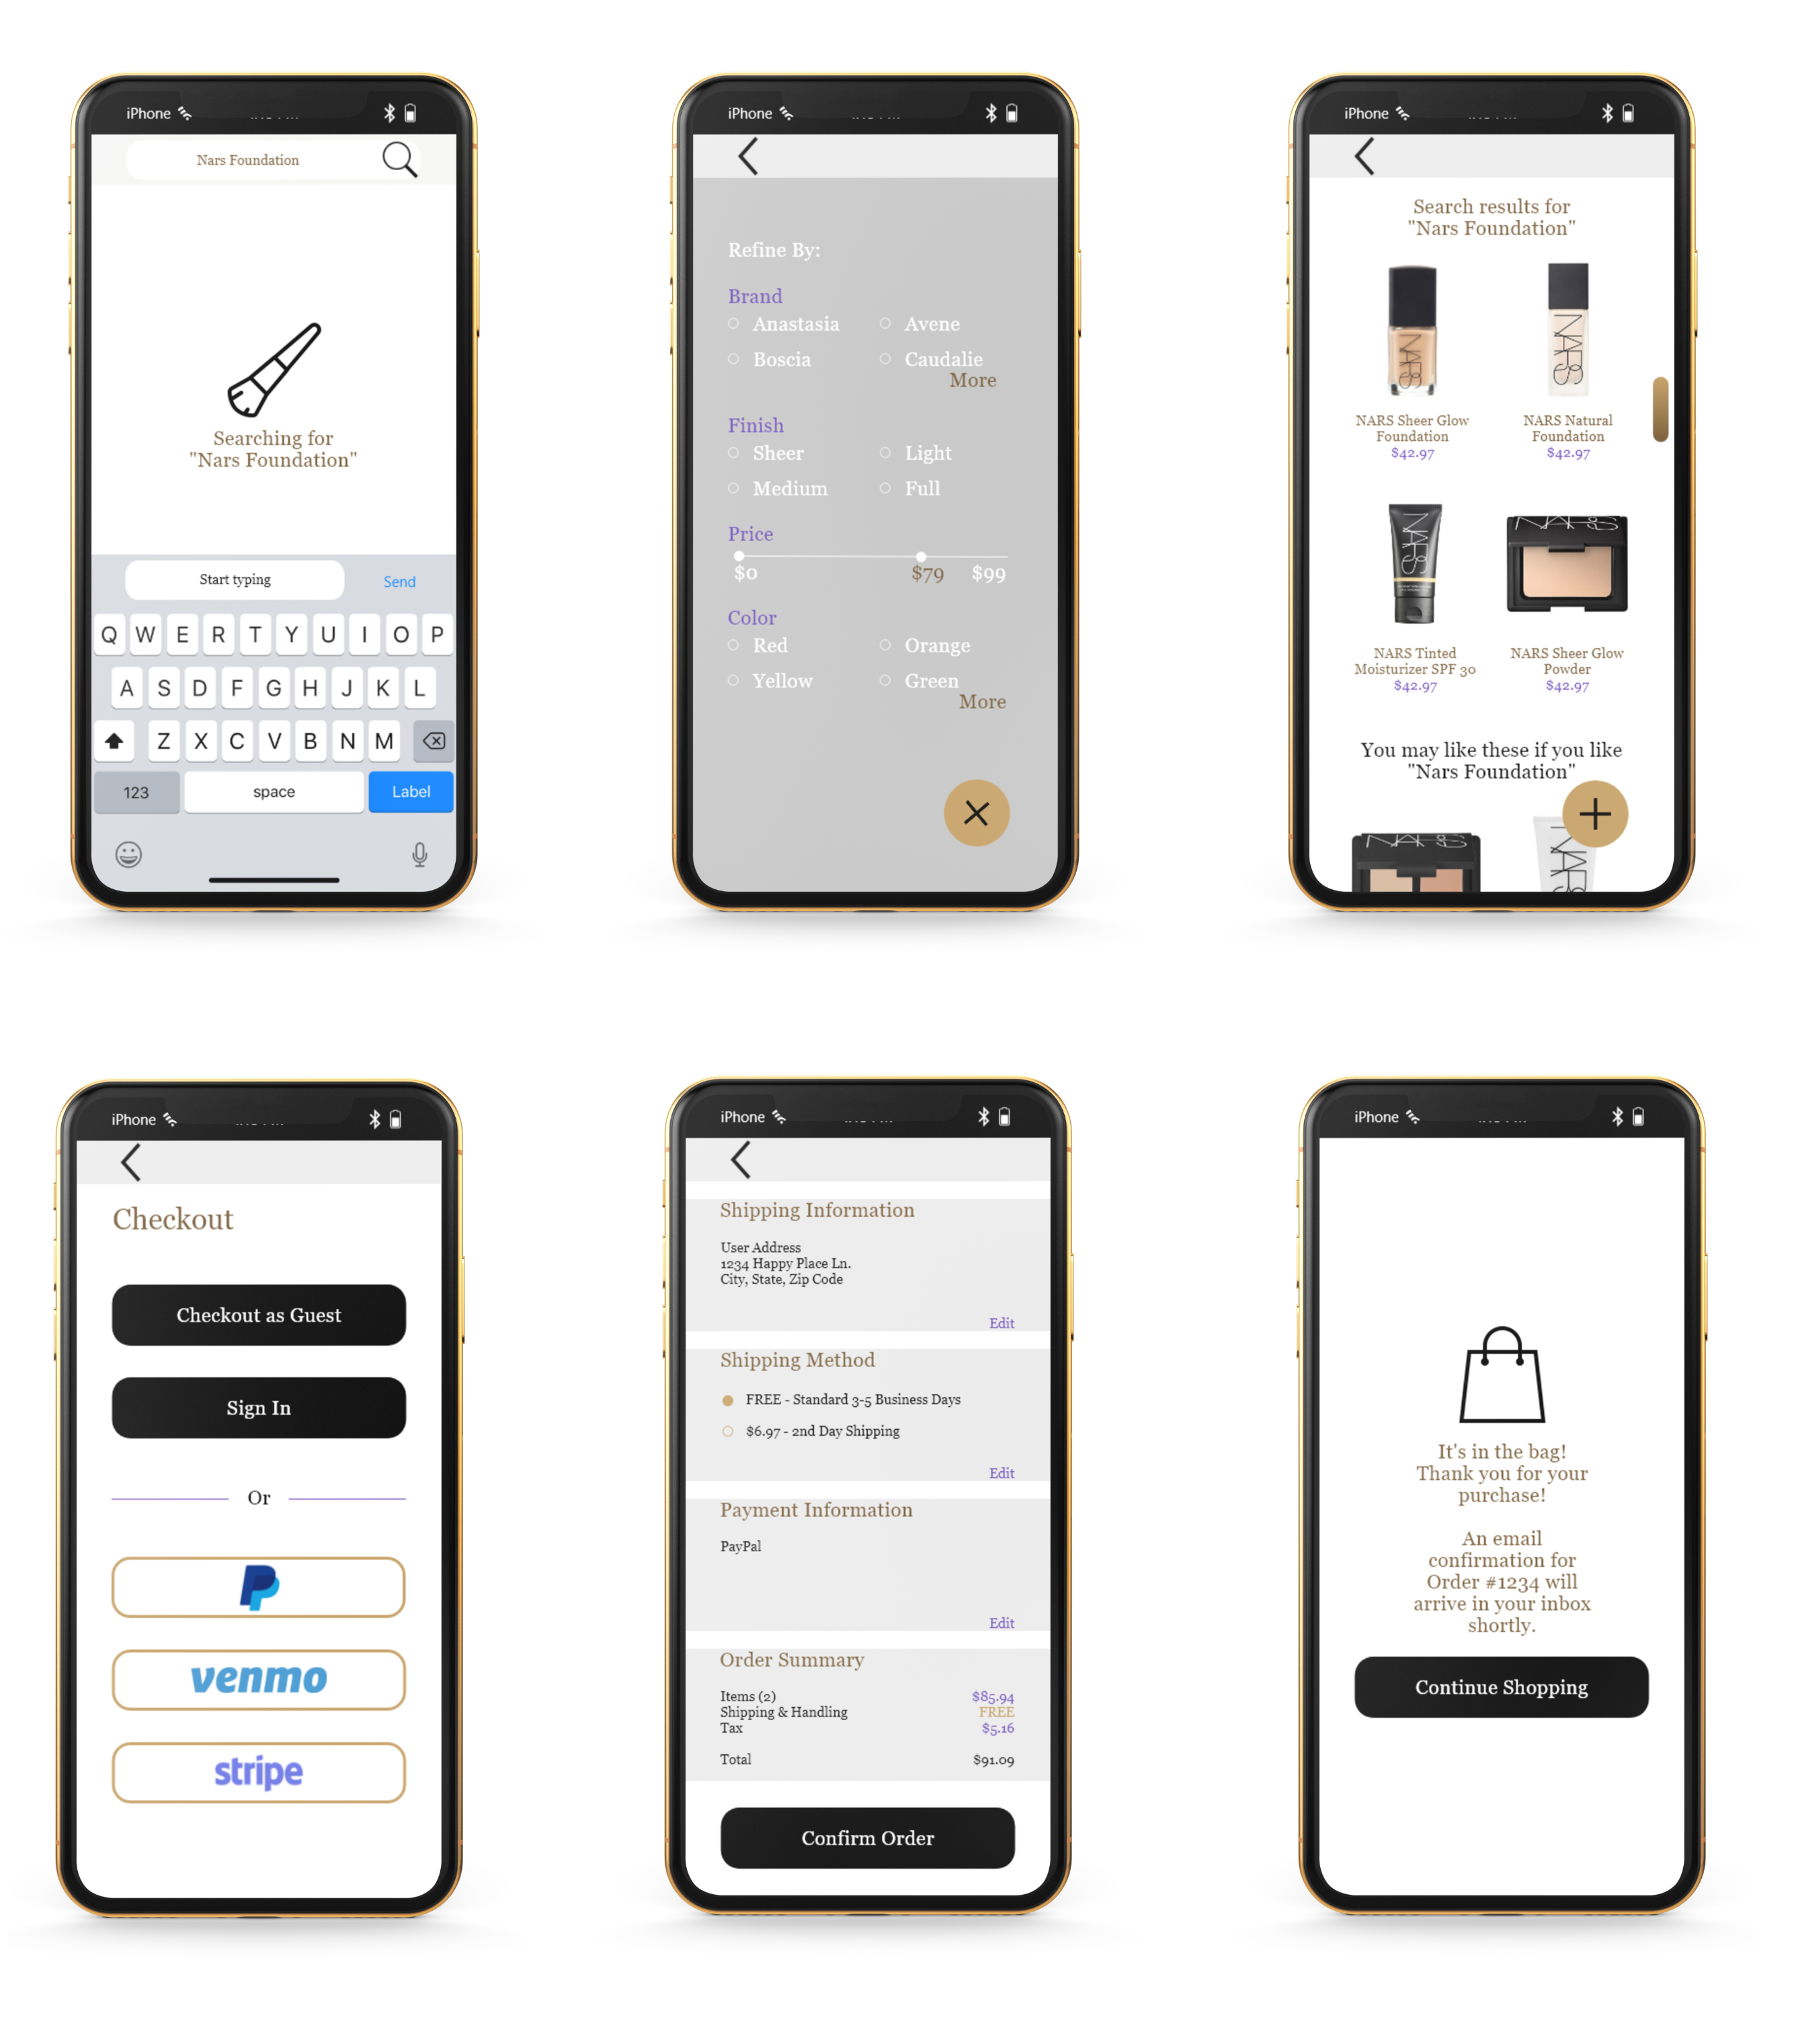 iPhone
Nars Foundation
Searching for
"Nars Foundation"
Start typing
Send
Q W E R T Y U I O P
A S D F G H J K L
Z X C V B N M
123
space
Label
iPhone
Refine By:
Brand
Anastasia
Avene
Boscia
Caudalie
More
Finish
Sheer
Light
Medium
Full
Price
$0
$79
$99
Color
Red
Orange
Yellow
Green
More
iPhone
Search results for
"Nars Foundation"
NARS
NARS
NARS Sheer Glow
Foundation
$42.97
NARS Natural
Foundation
$42.97
NARS
NARS
NARS Tinted
Moisturizer SPF 30
$42.97
NARS Sheer Glow
Powder
$42.97
You may like these if you like
"Nars Foundation"
NARS
NARS
iPhone
Checkout
Checkout as Guest
Sign In
Or
venmo
stripe
iPhone
Shipping Information
User Address
1234 Happy Place Ln.
City, State, Zip Code
Edit
Shipping Method
FREE - Standard 3-5 Business Days
$6.97 - 2nd Day Shipping
Edit
Payment Information
PayPal
Edit
Order Summary
Items (2) $85.94
Shipping & Handling FREE
Tax $5.16
Total $91.09
Confirm Order
iPhone
It's in the bag!
Thank you for your
purchase!
An email
confirmation for
Order #1234 will
arrive in your inbox
shortly.
Continue Shopping